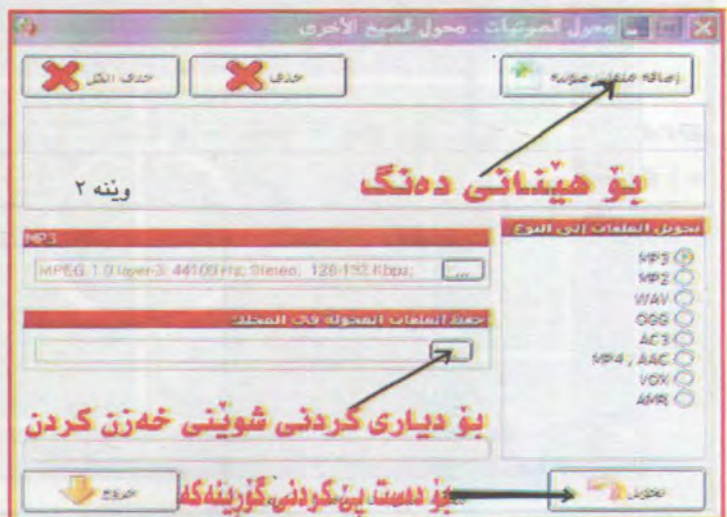 محول الصوتيات - محول الصيغ الأخرى
إضافة ملفات صوتية
حذف
حذف الكل
بۆ هێنانی دەنگ
وێنە ٢
تحويل الملفات إلى النوع
MP3
MP2
WAV
OGG
AC3
MP4 , AAC
VOX
AMR
MP3
MPEG 1.0 layer-3; 44100 Hz; Stereo; 128-192 Kbps;
...
حفظ الملفات المحولة في المجلد:
بۆ دیاری کردنی شوێنی خەزن کردن
تحويل
بۆ دەست پێ کردنی گۆڕینەکە
خروج